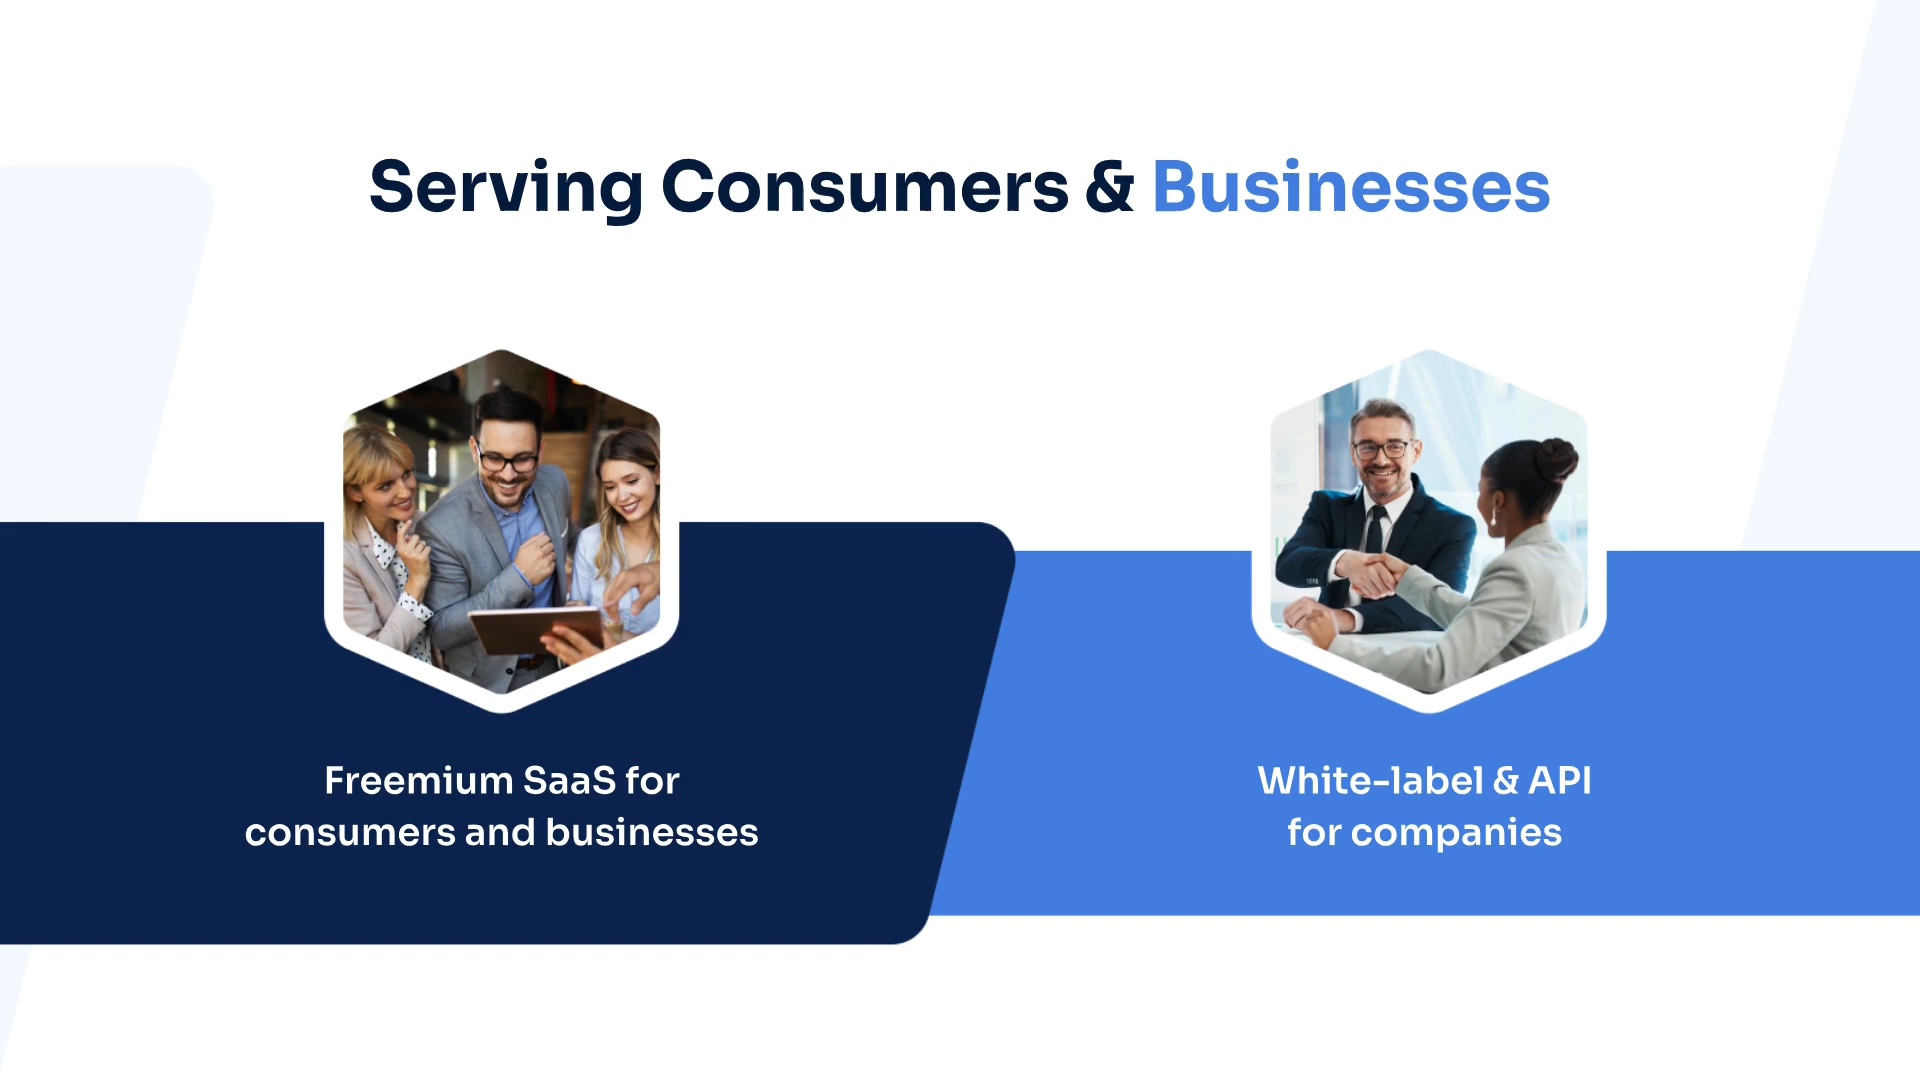 Serving Consumers & Businesses
Freemium SaaS for
consumers and businesses
White-label & API
for companies